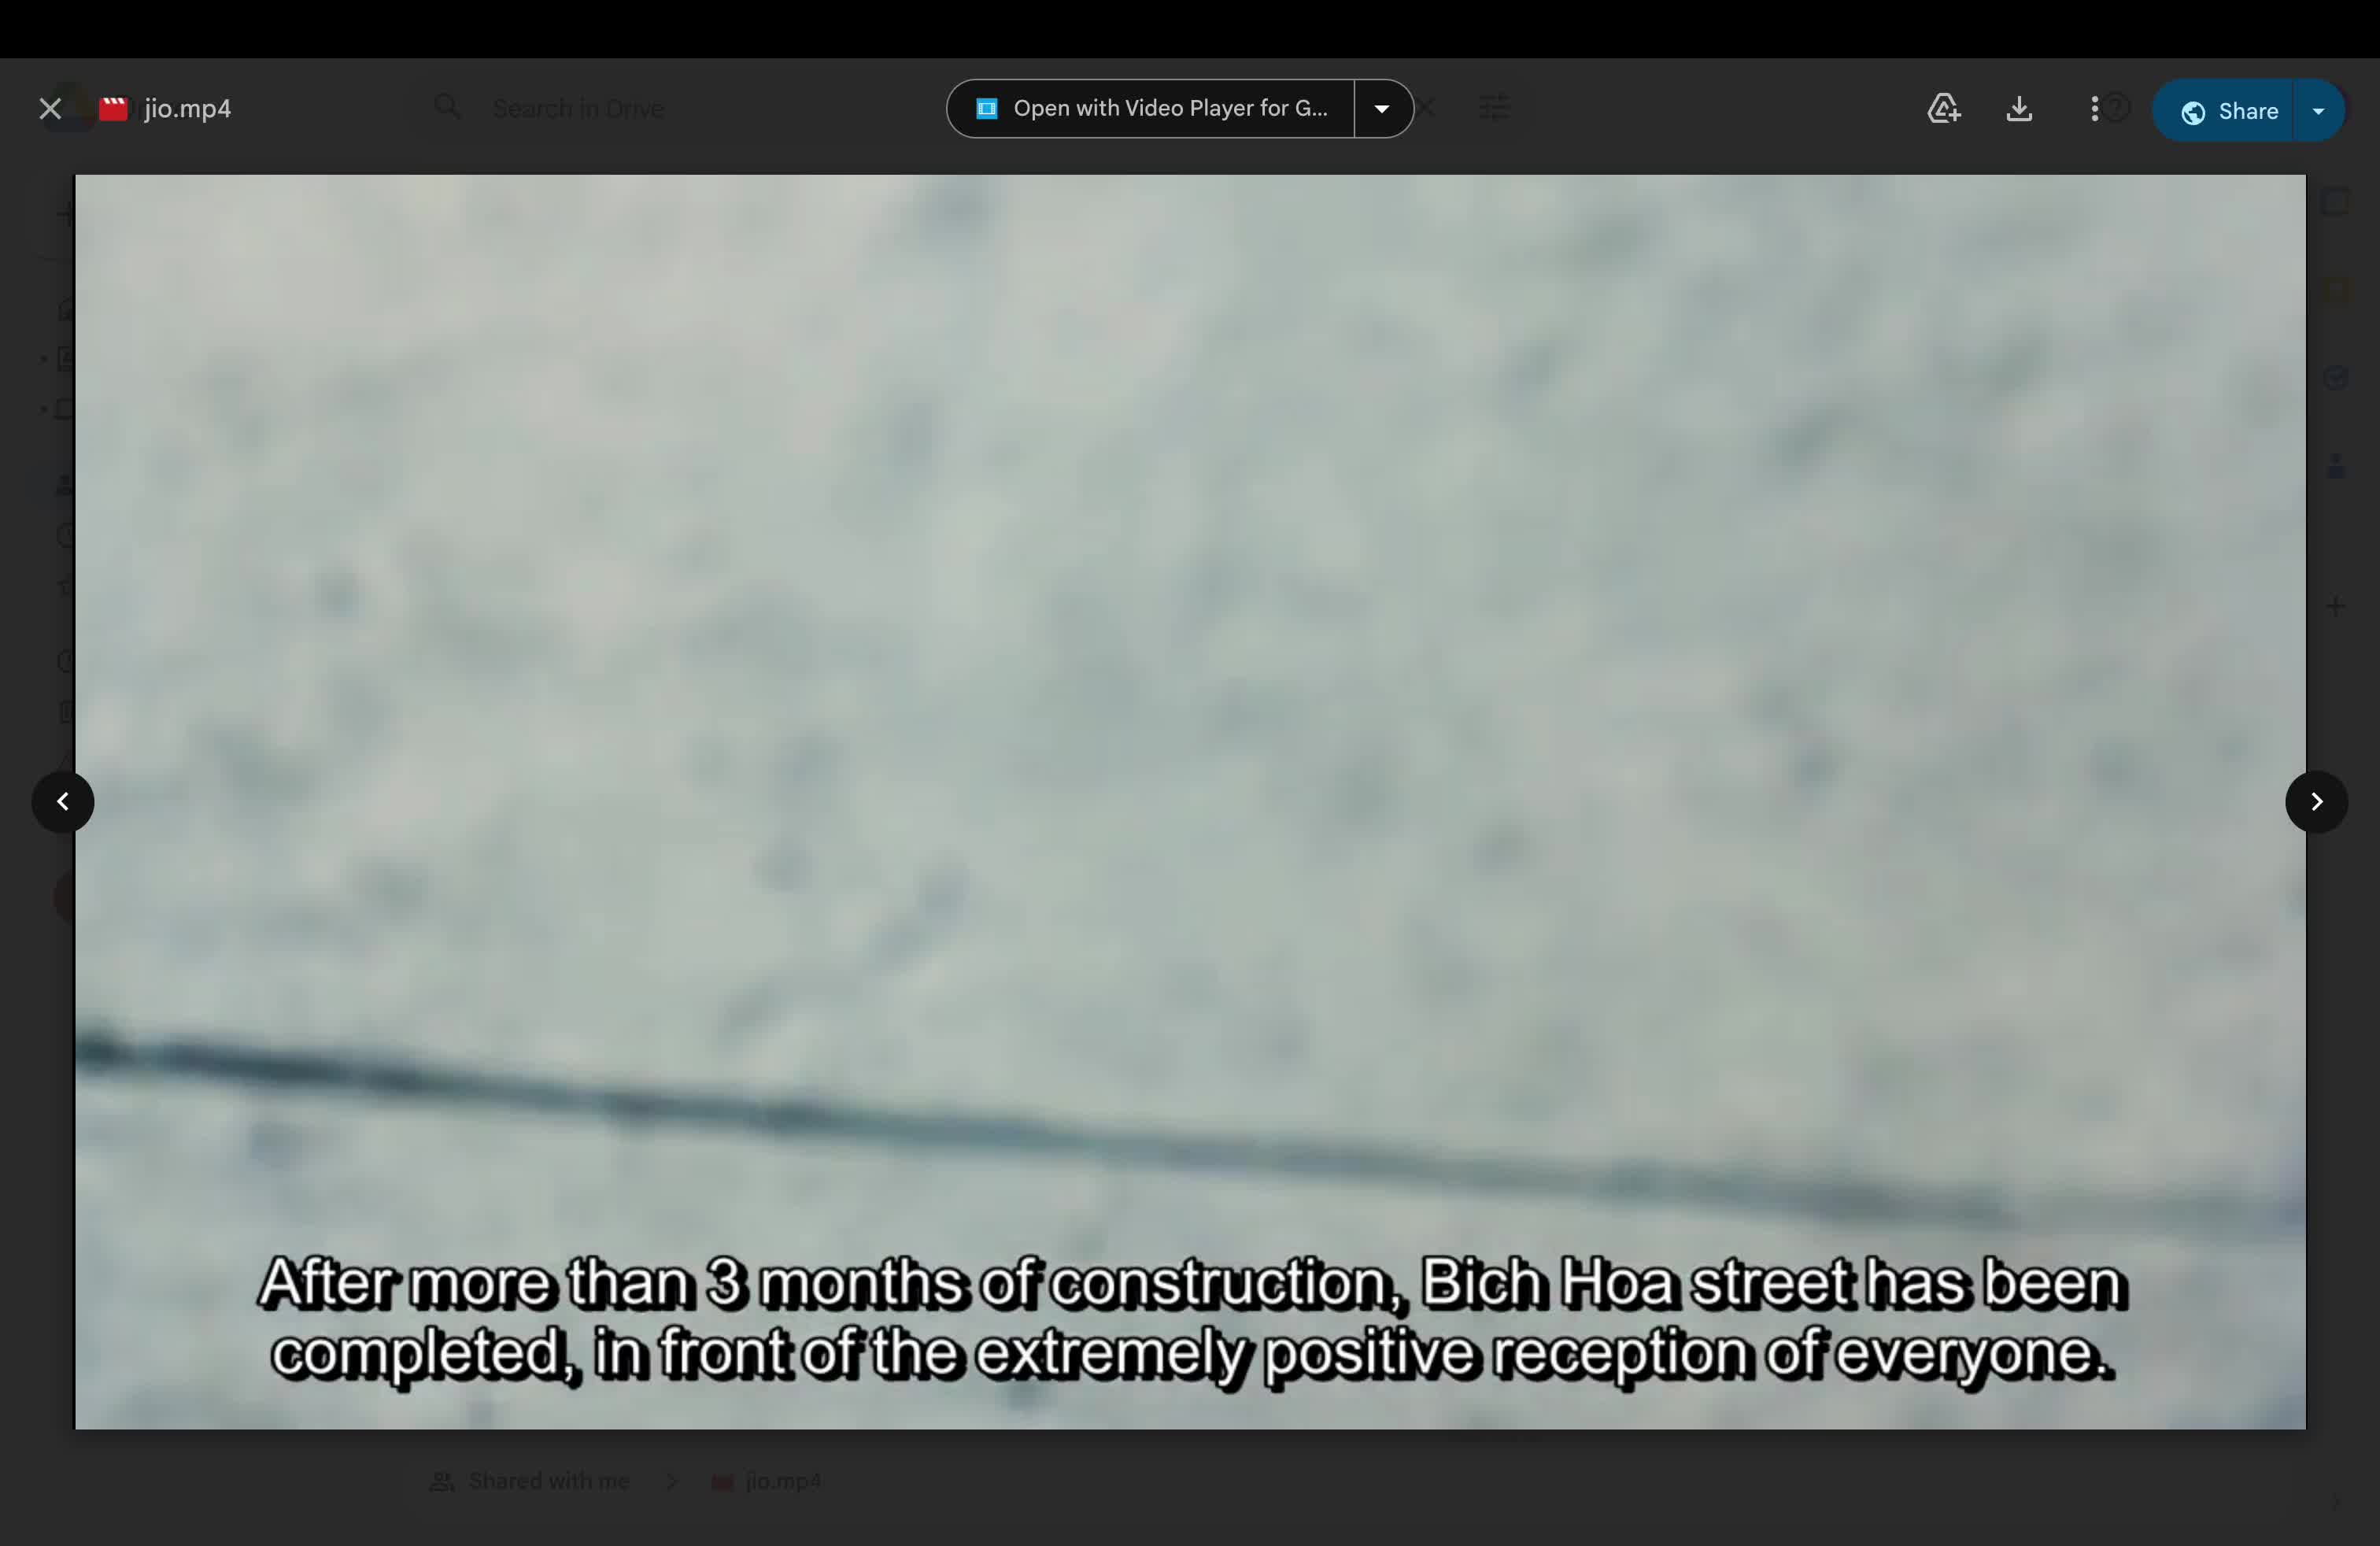 jio.mp4
Search in Drive
Open with Video Player for G...
Share
After more than 3 months of construction, Bich Hoa street has been
completed, in front of the extremely positive reception of everyone.
Shared with me
jio.mp4